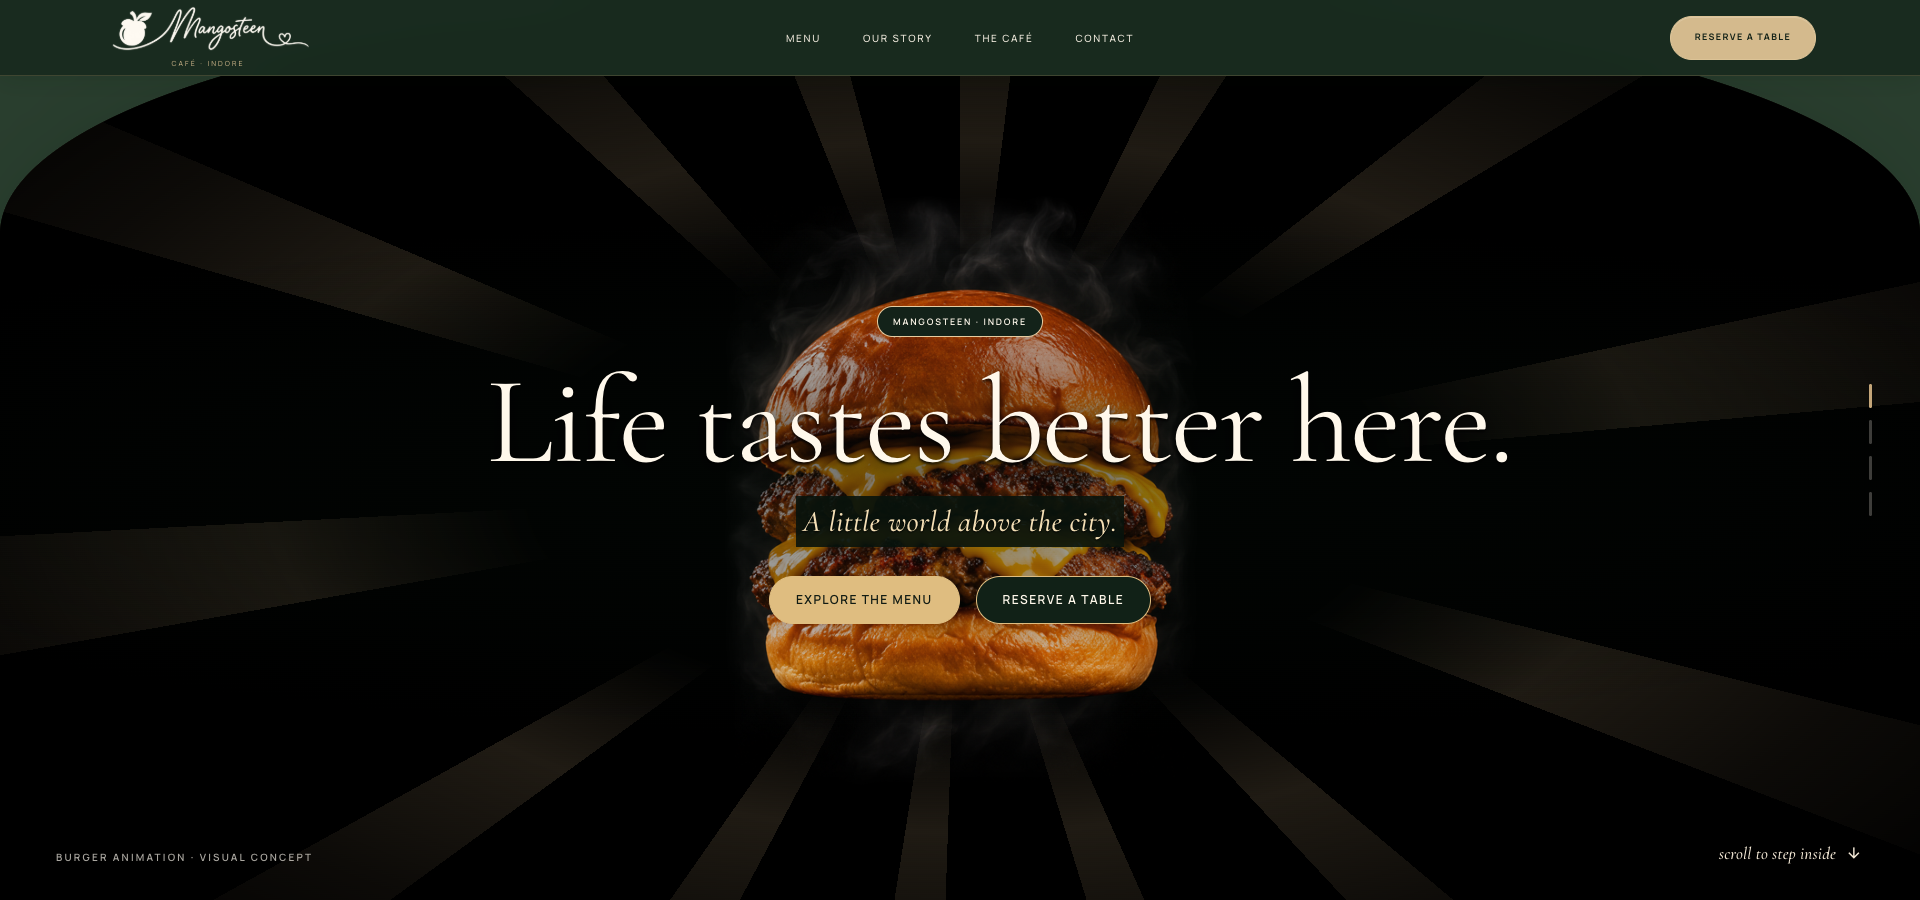 Mangosteen
CAFÉ · INDORE
MENU
OUR STORY
THE CAFÉ
CONTACT
RESERVE A TABLE
MANGOSTEEN · INDORE
Life tastes better here.
A little world above the city.
EXPLORE THE MENU
RESERVE A TABLE
BURGER ANIMATION · VISUAL CONCEPT
scroll to step inside